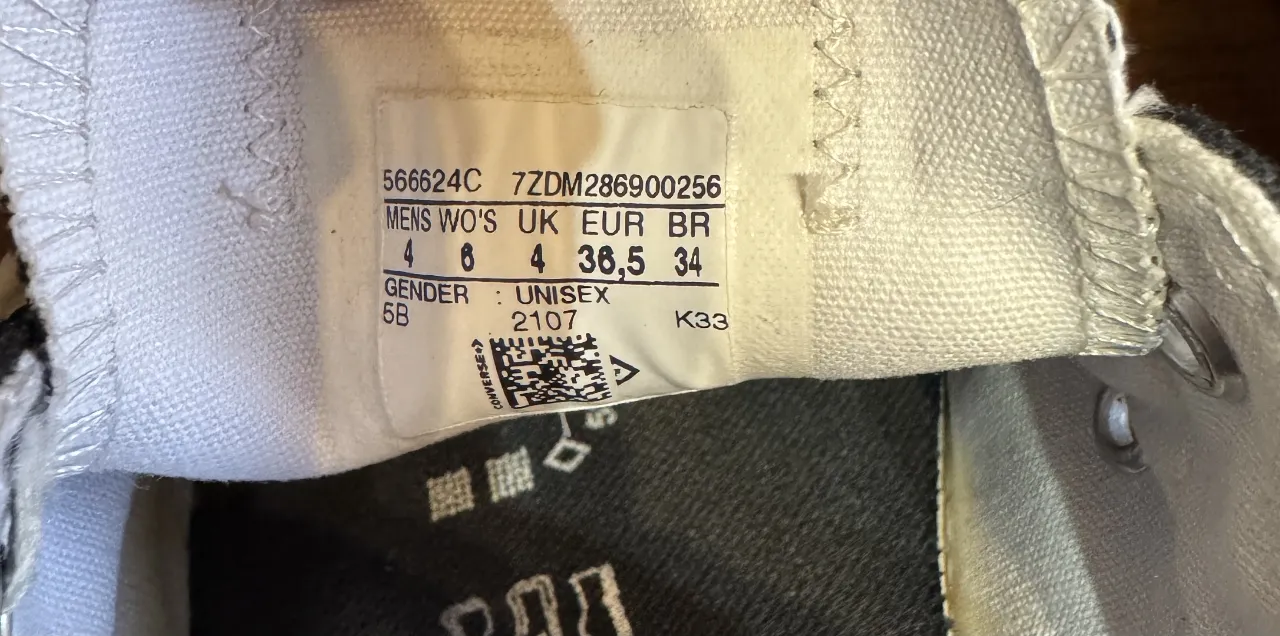 566624C 7ZDM286900256
MENS WO'S UK EUR BR
4 6 4 36,5 34
GENDER : UNISEX
5B 2107 K33
CONVERSE